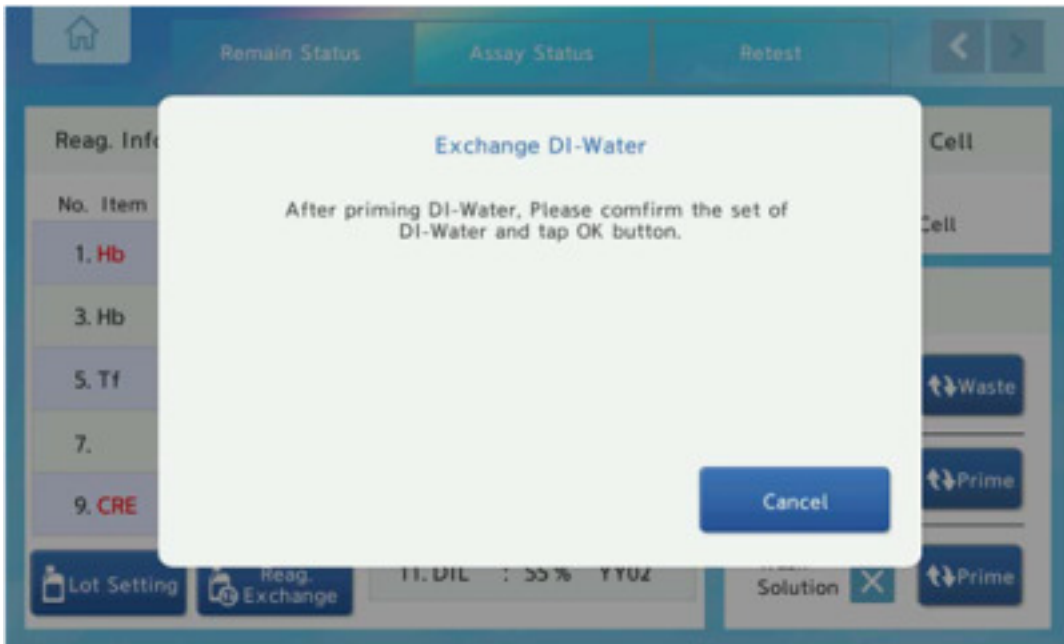 Remain Status
Assay Status
Retest
Reag. Info
Cell
Exchange DI-Water
After priming DI-Water, Please comfirm the set of
DI-Water and tap OK button.
No. Item
Cell
1. Hb
3. Hb
5. Tf
Waste
7.
Prime
9. CRE
Cancel
Lot Setting
Reag.
Exchange
11. DIL : 55 % YY02
Solution
Prime